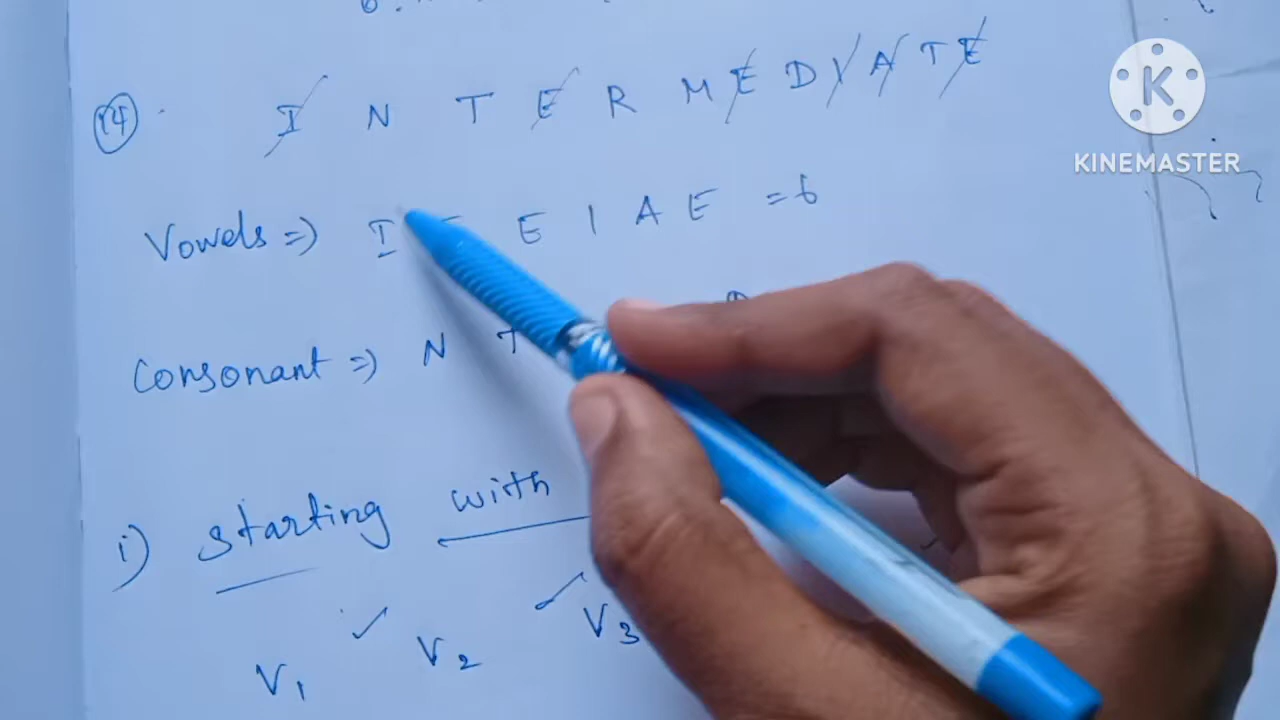 14 I N T E R M E D I A T E
KINEMASTER
Vowels => I E E I A E = 6
Consonant => N T
i) starting with
V1 V2 V3